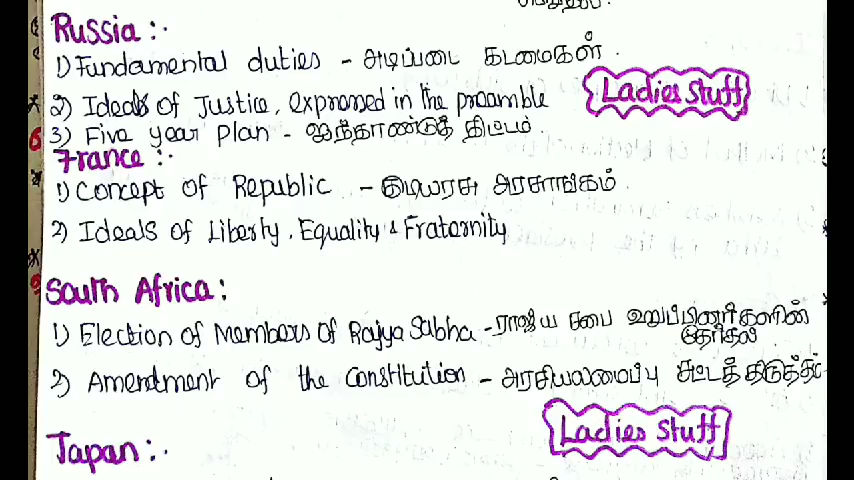 Russia :-
1) Fundamental duties - அடிப்படை கடமைகள்
2) Ideals of Justice, expressed in the preamble
Ladies Stuff
3) Five year plan - ஐந்தாண்டுத் திட்டம்
France :-
1) Concept of Republic - குடியரசு அரசாங்கம்
2) Ideals of Liberty, Equality & Fraternity
South Africa :
1) Election of Members of Rajya Sabha - ராஜ்ய சபை உறுப்பினர்களின்
தேர்தல்
2) Amendment of the Constitution - அரசியலமைப்பு சட்டத் திருத்தம்
Ladies Stuff
Japan :-